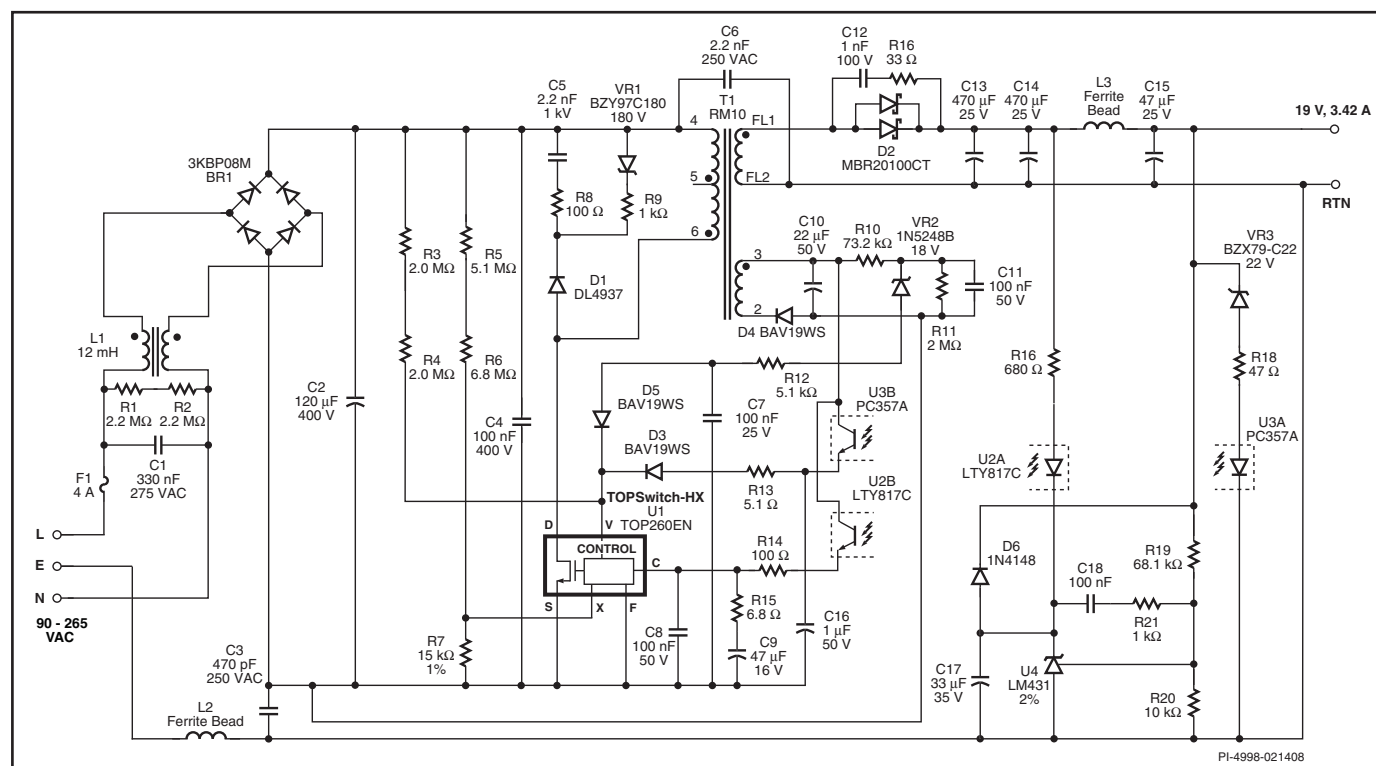 C6
2.2 nF
250 VAC
C12
1 nF
100 V
R16
33 Ω
C5
2.2 nF
1 kV
VR1
BZY97C180
180 V
T1
RM10
4
5
6
FL1
FL2
D2
MBR20100CT
C13
470 µF
25 V
C14
470 µF
25 V
L3
Ferrite
Bead
C15
47 µF
25 V
19 V, 3.42 A
RTN
3KBP08M
BR1
R8
100 Ω
R9
1 kΩ
R3
2.0 MΩ
R5
5.1 MΩ
D1
DL4937
C10
22 µF
50 V
R10
73.2 kΩ
VR2
1N5248B
18 V
3
2
D4 BAV19WS
R11
2 MΩ
C11
100 nF
50 V
VR3
BZX79-C22
22 V
L1
12 mH
R1
2.2 MΩ
R2
2.2 MΩ
C1
330 nF
275 VAC
F1
4 A
C2
120 µF
400 V
R4
2.0 MΩ
R6
6.8 MΩ
C4
100 nF
400 V
D5
BAV19WS
D3
BAV19WS
C7
100 nF
25 V
R12
5.1 kΩ
R13
5.1 Ω
U3B
PC357A
U2B
LTY817C
R16
680 Ω
R18
47 Ω
U3A
PC357A
U2A
LTY817C
L
E
N
90 - 265
VAC
TOPSwitch-HX
U1
TOP260EN
D
V
CONTROL
C
S
X
F
R14
100 Ω
R15
6.8 Ω
C8
100 nF
50 V
C9
47 µF
16 V
C16
1 µF
50 V
R7
15 kΩ
1%
C3
470 pF
250 VAC
L2
Ferrite Bead
D6
1N4148
C18
100 nF
R21
1 kΩ
R19
68.1 kΩ
C17
33 µF
35 V
U4
LM431
2%
R20
10 kΩ
PI-4998-021408